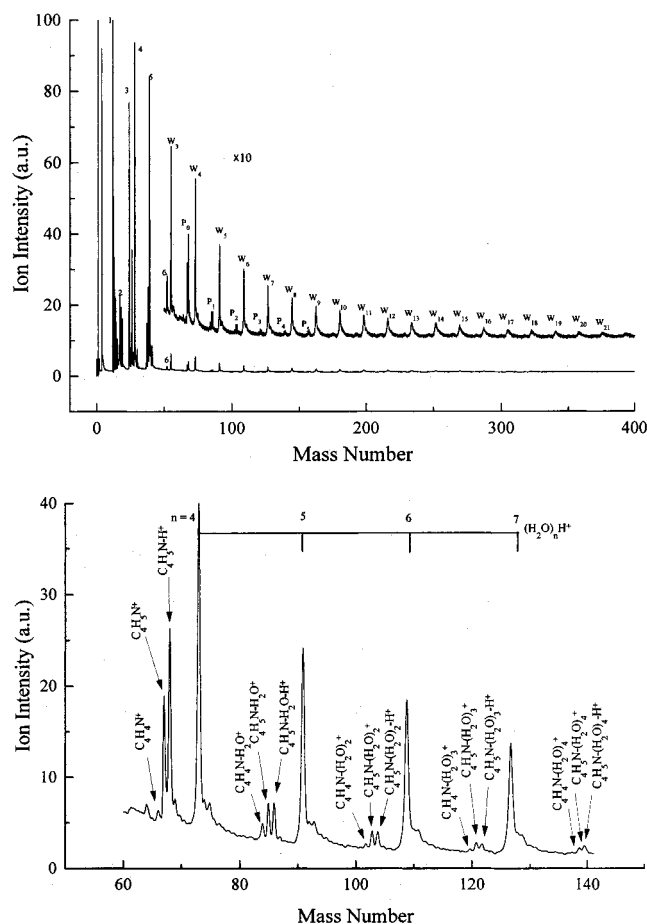 Ion Intensity (a.u.)
100
80
60
40
20
0
1
2
3
4
5
6
6
×10
W3
P0
W4
P1
W5
P2
W6
P3
W7
P4
W8
W9
W10
W11
W12
W13
W14
W15
W16
W17
W18
W19
W20
W21
0 100 200 300 400
Mass Number
Ion Intensity (a.u.)
40
30
20
10
0
n = 4 5 6 7 (H2O)nH+
C4H4N+
C4H5N+
C4H5N-H+
C4H4N-H2O+
C4H5N-H2O+
C4H5N-H2O-H+
C4H4N-(H2O)2+
C4H5N-(H2O)2+
C4H5N-(H2O)2-H+
C4H4N-(H2O)3+
C4H5N-(H2O)3+
C4H5N-(H2O)3-H+
C4H4N-(H2O)4+
C4H5N-(H2O)4+
C4H5N-(H2O)4-H+
60 80 100 120 140
Mass Number